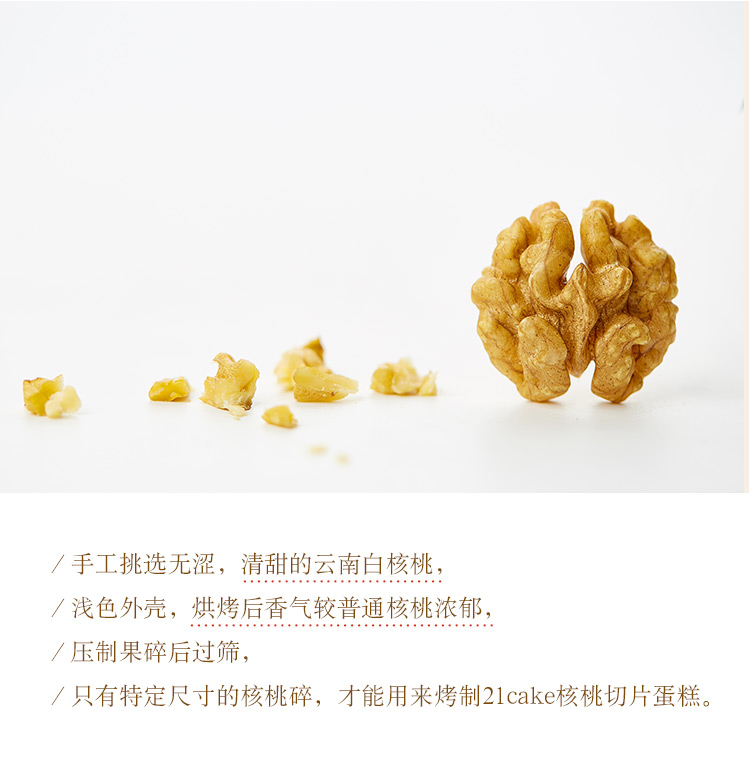 / 手工挑选无涩，清甜的云南白核桃，
/ 浅色外壳，烘烤后香气较普通核桃浓郁，
/ 压制果碎后过筛，
/ 只有特定尺寸的核桃碎，才能用来烤制21cake核桃切片蛋糕。